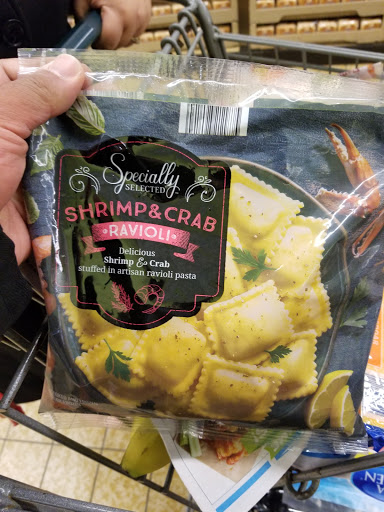 Specially
SELECTED
SHRIMP & CRAB
RAVIOLI
Delicious
Shrimp & Crab
stuffed in artisan ravioli pasta